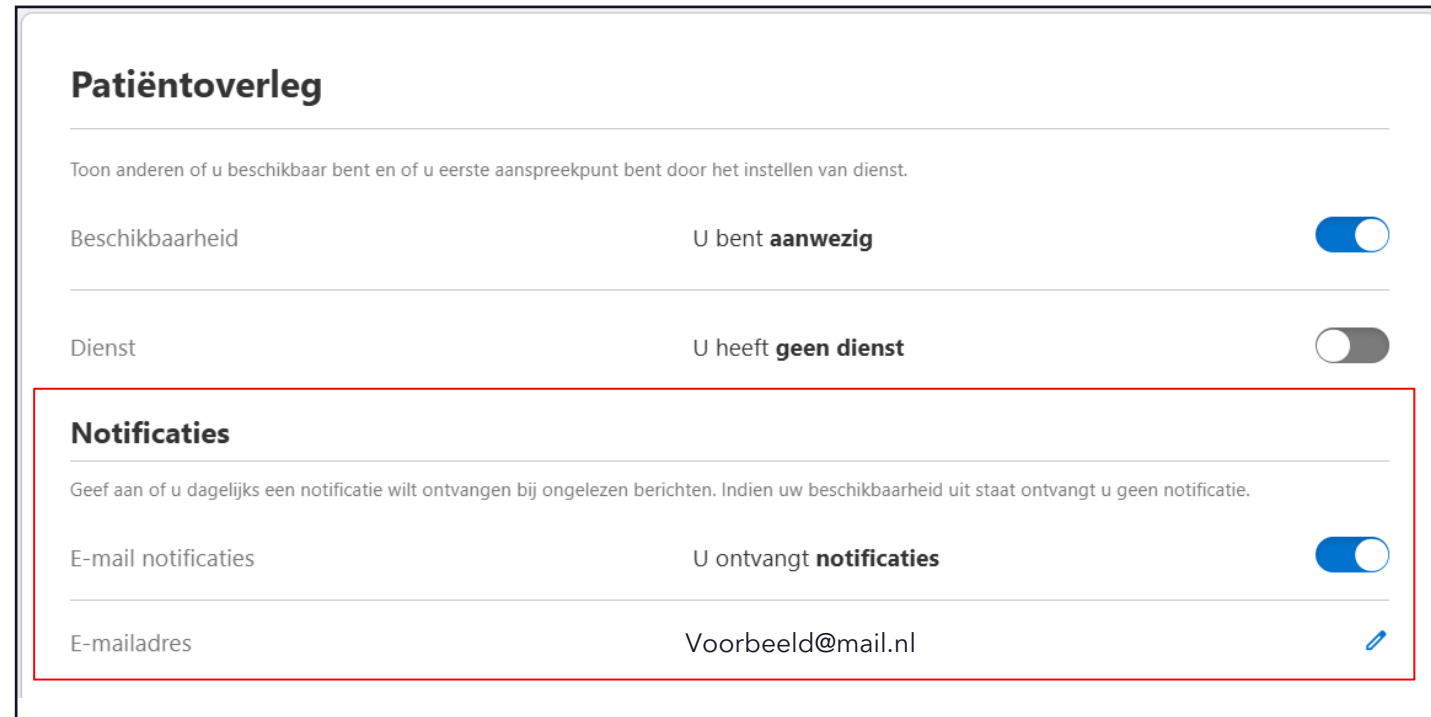 Patiëntoverleg
Toon anderen of u beschikbaar bent en of u eerste aanspreekpunt bent door het instellen van dienst.
Beschikbaarheid U bent aanwezig
Dienst U heeft geen dienst
Notificaties
Geef aan of u dagelijks een notificatie wilt ontvangen bij ongelezen berichten. Indien uw beschikbaarheid uit staat ontvangt u geen notificatie.
E-mail notificaties U ontvangt notificaties
E-mailadres Voorbeeld@mail.nl